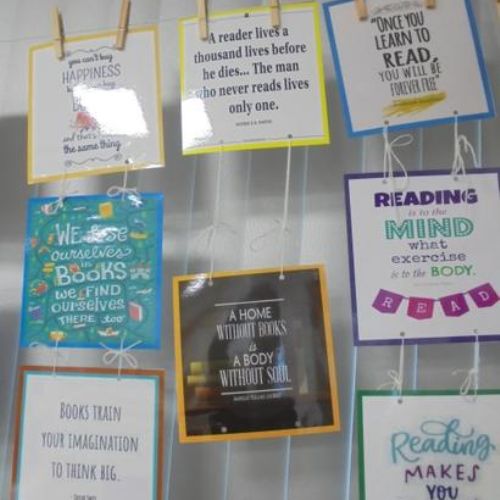 you can't buy
HAPPINESS
and that's
the same thing
A reader lives a
thousand lives before
he dies... The man
who never reads lives
only one.
"ONCE YOU
LEARN TO
READ,
YOU WILL BE
FOREVER FREE
WE lose
ourselves
in
BOOKS
we FIND
OURSELVES
THERE too
A HOME
WITHOUT BOOKS
is
A BODY
WITHOUT SOUL
READING
is to the
MIND
what
exercise
is to the BODY.
READ
BOOKS TRAIN
YOUR IMAGINATION
TO THINK BIG.
Reading
MAKES
YOU